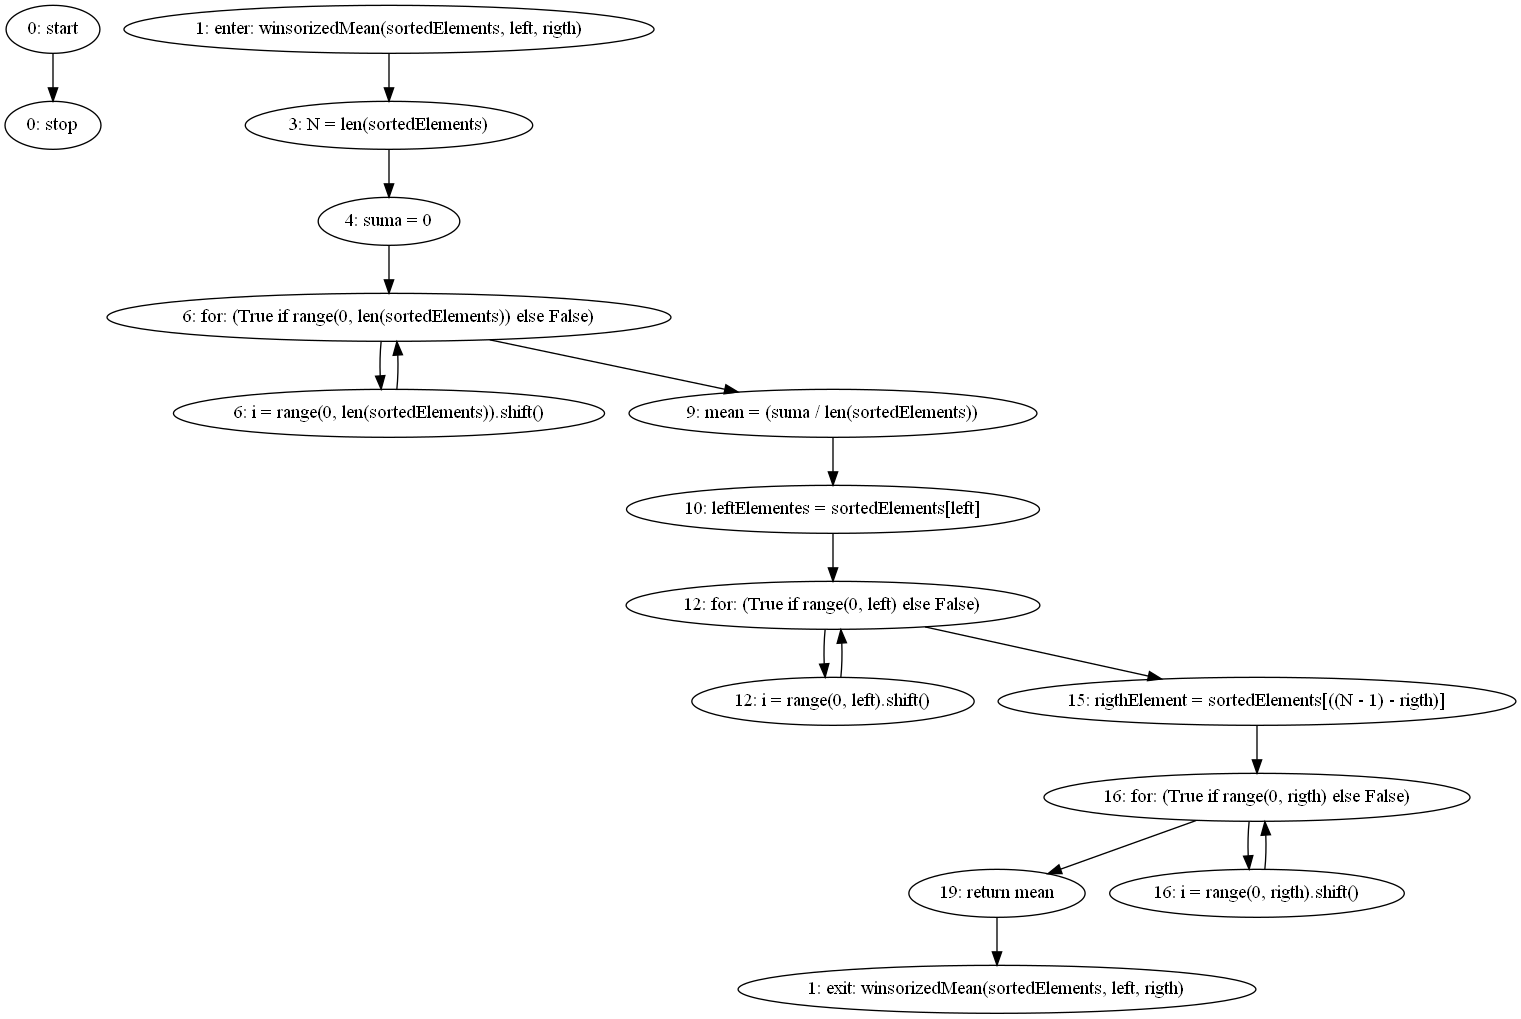 0: start
1: enter: winsorizedMean(sortedElements, left, rigth)
0: stop
3: N = len(sortedElements)
4: suma = 0
6: for: (True if range(0, len(sortedElements)) else False)
6: i = range(0, len(sortedElements)).shift()
9: mean = (suma / len(sortedElements))
10: leftElementes = sortedElements[left]
12: for: (True if range(0, left) else False)
12: i = range(0, left).shift()
15: rigthElement = sortedElements[((N - 1) - rigth)]
16: for: (True if range(0, rigth) else False)
19: return mean
16: i = range(0, rigth).shift()
1: exit: winsorizedMean(sortedElements, left, rigth)